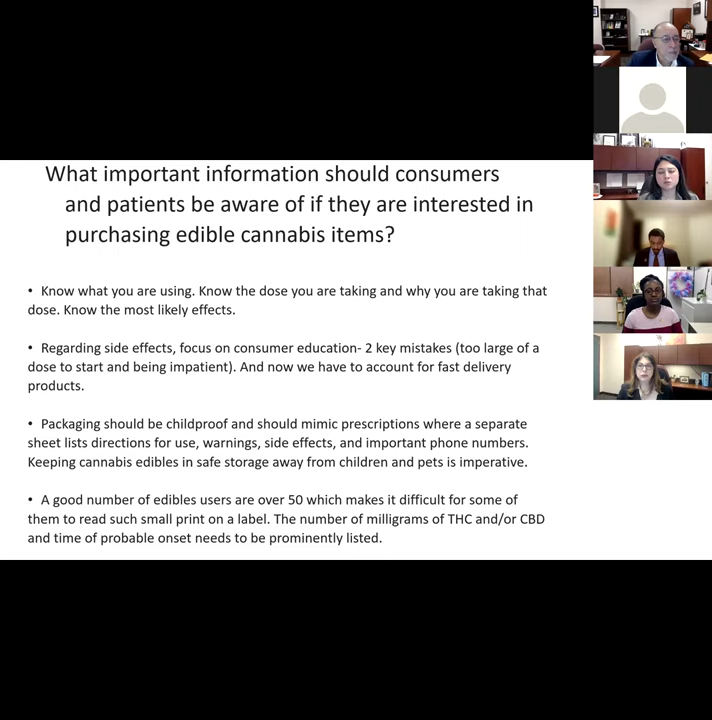 What important information should consumers
and patients be aware of if they are interested in
purchasing edible cannabis items?
• Know what you are using. Know the dose you are taking and why you are taking that
dose. Know the most likely effects.
• Regarding side effects, focus on consumer education- 2 key mistakes (too large of a
dose to start and being impatient). And now we have to account for fast delivery
products.
• Packaging should be childproof and should mimic prescriptions where a separate
sheet lists directions for use, warnings, side effects, and important phone numbers.
Keeping cannabis edibles in safe storage away from children and pets is imperative.
• A good number of edibles users are over 50 which makes it difficult for some of
them to read such small print on a label. The number of milligrams of THC and/or CBD
and time of probable onset needs to be prominently listed.